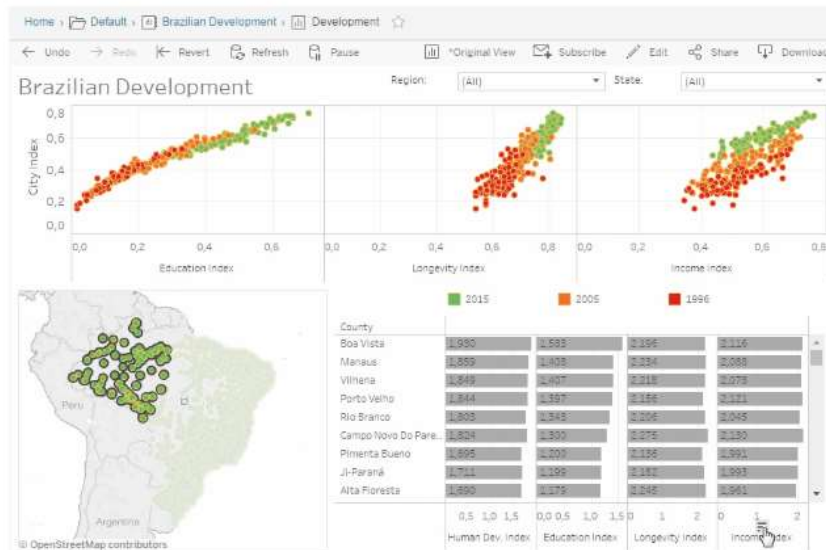 Home › Default › Brazilian Development › Development
← Undo → Redo |← Revert Refresh Pause *Original View Subscribe Edit Share Download
Brazilian Development Region: (All) State: (All)
0,8
0,6
0,4
0,2
0,0
City Index
0,0 0,2 0,4 0,6 0,0 0,2 0,4 0,6 0,8 0,0 0,2 0,4 0,6 0,8
Education Index Longevity Index Income Index
2015 2005 1996
County
Boa Vista 1,930 1,583 2,196 2,116
Manaus 1,859 1,408 2,234 2,088
Vilhena 1,849 1,407 2,218 2,078
Porto Velho 1,844 1,397 2,156 2,121
Rio Branco 1,803 1,343 2,206 2,045
Campo Novo Do Pare... 1,824 1,300 2,275 2,130
Pimenta Bueno 1,695 1,200 2,136 1,991
Ji-Paraná 1,711 1,199 2,182 1,993
Alta Floresta 1,690 1,179 2,245 1,961
Peru
Argentina
0,5 1,0 1,5 0,0 0,5 1,5 0 1 2 0 1 2
Human Dev. Index Education Index Longevity Index Income Index
© OpenStreetMap contributors